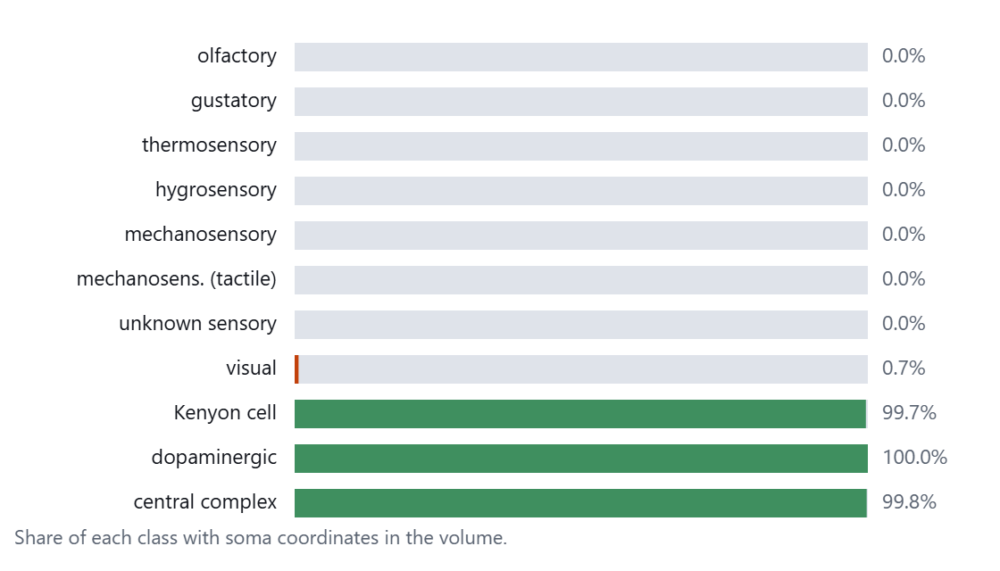 olfactory 0.0%
gustatory 0.0%
thermosensory 0.0%
hygrosensory 0.0%
mechanosensory 0.0%
mechanosens. (tactile) 0.0%
unknown sensory 0.0%
visual 0.7%
Kenyon cell 99.7%
dopaminergic 100.0%
central complex 99.8%
Share of each class with soma coordinates in the volume.